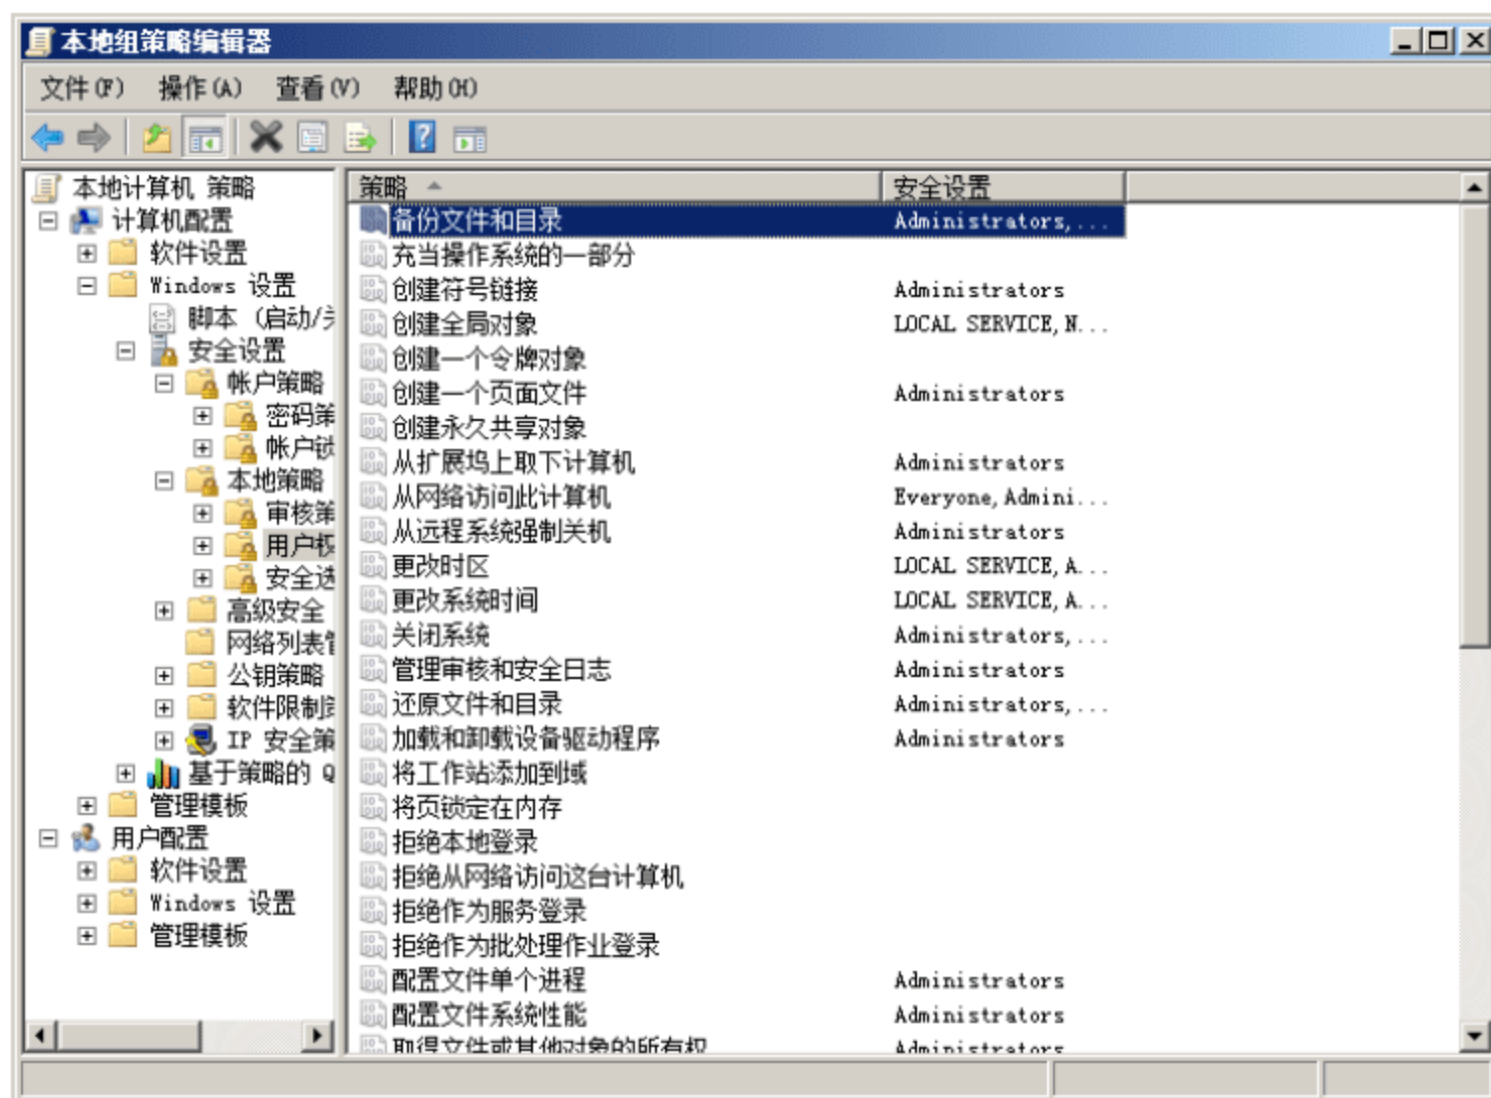 本地组策略编辑器
文件(F) 操作(A) 查看(V) 帮助(H)
本地计算机 策略
计算机配置
软件设置
Windows 设置
脚本 (启动/关
安全设置
帐户策略
密码策
帐户锁
本地策略
审核策
用户权
安全选
高级安全
网络列表管
公钥策略
软件限制策
IP 安全策
基于策略的 Q
管理模板
用户配置
软件设置
Windows 设置
管理模板
策略 安全设置
备份文件和目录 Administrators,...
充当操作系统的一部分
创建符号链接 Administrators
创建全局对象 LOCAL SERVICE,N...
创建一个令牌对象
创建一个页面文件 Administrators
创建永久共享对象
从扩展坞上取下计算机 Administrators
从网络访问此计算机 Everyone,Admini...
从远程系统强制关机 Administrators
更改时区 LOCAL SERVICE,A...
更改系统时间 LOCAL SERVICE,A...
关闭系统 Administrators,...
管理审核和安全日志 Administrators
还原文件和目录 Administrators,...
加载和卸载设备驱动程序 Administrators
将工作站添加到域
将页锁定在内存
拒绝本地登录
拒绝从网络访问这台计算机
拒绝作为服务登录
拒绝作为批处理作业登录
配置文件单个进程 Administrators
配置文件系统性能 Administrators
取得文件或其他对象的所有权 Administrators